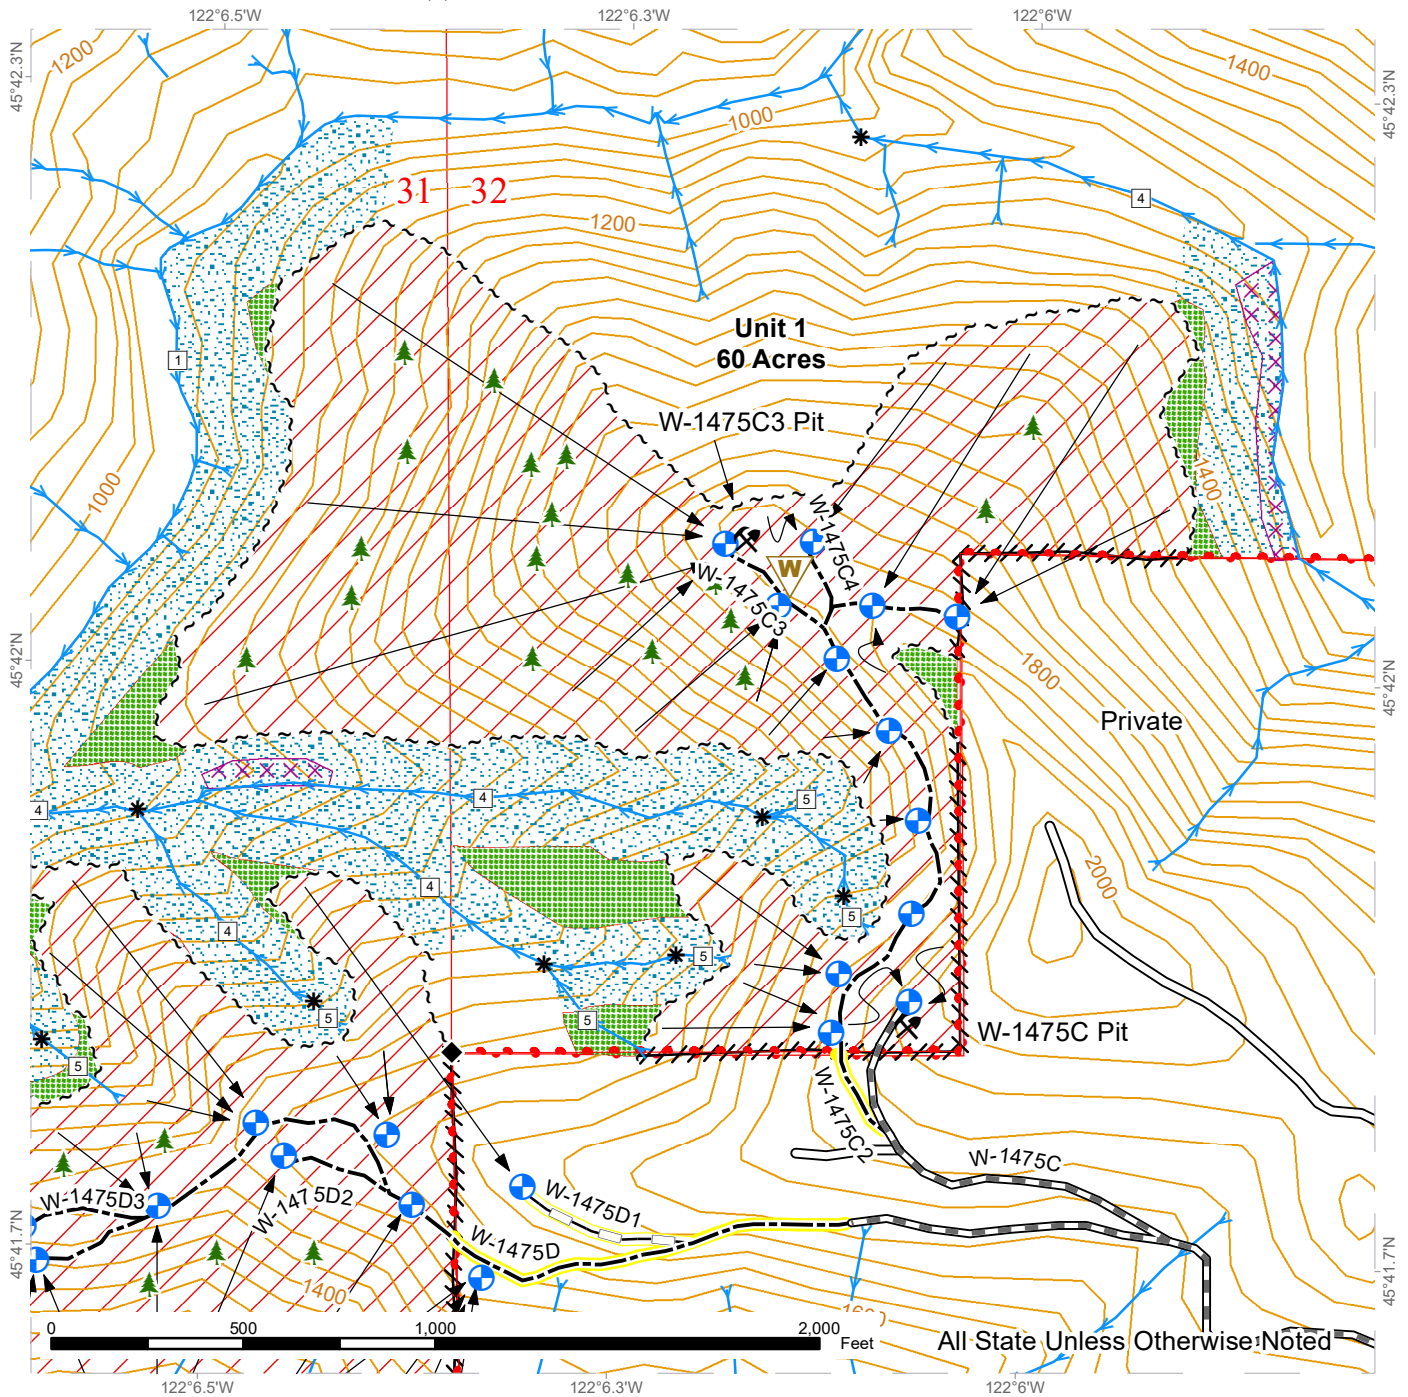 122°6.5'W 122°6.3'W 122°6'W
45°42.3'N
45°42.3'N
1200
1400
1000
31 32
4
1200
Unit 1
60 Acres
1
W-1475C3 Pit
1400
1000
W-1475C4
W
W-1475C3
45°42'N
45°42'N
1800
Private
4
4
5
2000
4
5
4
5
5
5
5
W-1475C Pit
W-1475C2
W-1475C
W-1475D3
W-1475D2
W-1475D1
W-1475D
45°41.7'N
45°41.7'N
1400
1600
0 500 1,000 2,000
Feet
All State Unless Otherwise Noted
122°6.5'W 122°6.3'W 122°6'W